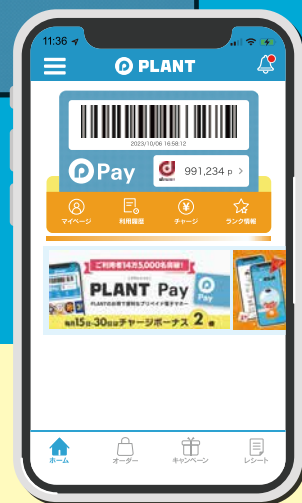 11:36
PLANT
2023/10/06 16:58:12
Pay
991,234 p >
マイページ
利用履歴
チャージ
ランク情報
ご利用者14万5,000名突破!
PLANT Pay
PLANTのお得で便利なプリペイド電子マネー
Pay
毎月15日・30日はチャージボーナス 2 倍
ホーム
オーダー
キャンペーン
レシート